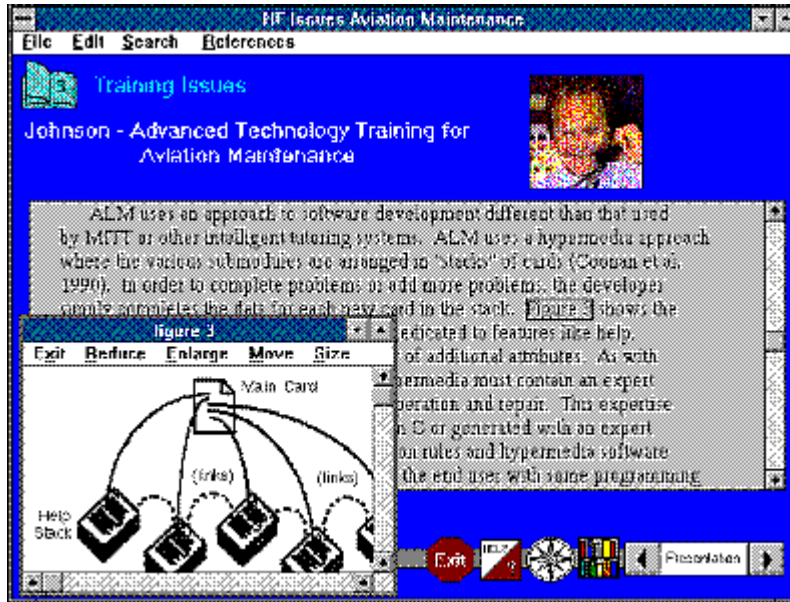 HF Issues Aviation Maintenance
File Edit Search References
3
Training Issues
Johnson - Advanced Technology Training for
Aviation Maintenance
ALM uses an approach to software development different than that used
by MITT or other intelligent tutoring systems. ALM uses a hypermedia approach
where the various submodules are arranged in "stacks" of cards (Coonan et al.
1990). In order to complete problems or add more problems, the developer
simply completes the data for each new card in the stack. Figure 3 shows the
dedicated to features like help.
of additional attributes. As with
hypermedia must contain an expert
operation and repair. This expertise
in C or generated with an expert
on rules and hypermedia software
the end user with some programming
figure 3
Exit Reduce Enlarge Move Size
Main Card
(links)
(links)
Help
Stack
Exit
HELP
?
Presentation